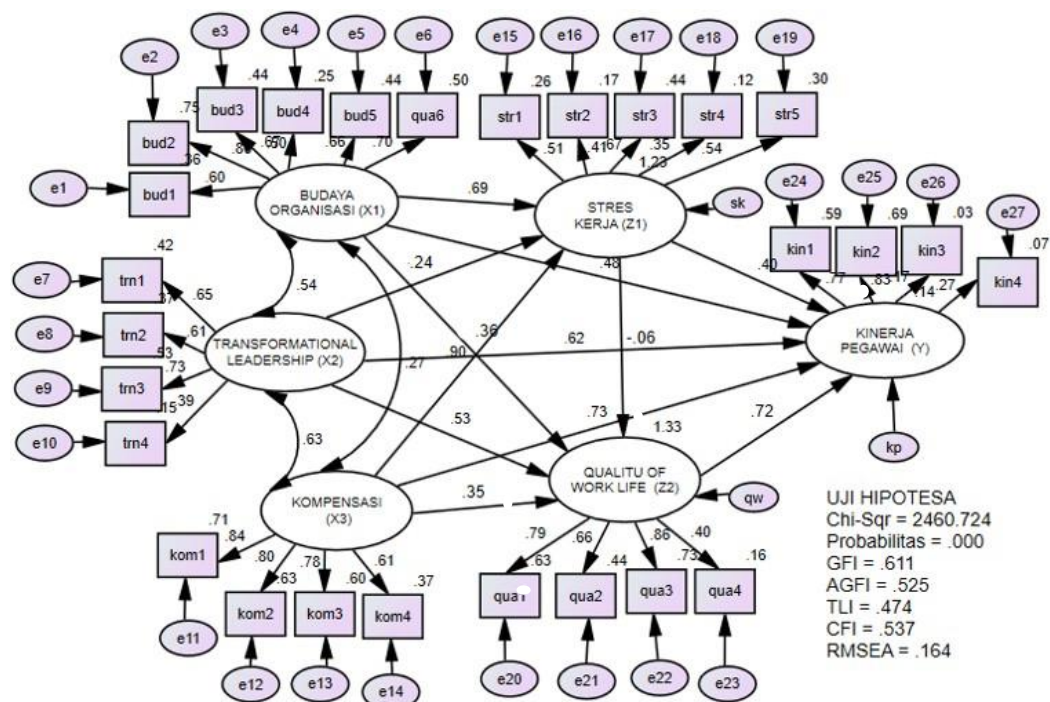 e3
e4
e5
e6
e15
e16
e17
e18
e19
e2
.44
.25
.44
.50
.26
.17
.44
.12
.30
.75
bud3
bud4
bud5
qua6
str1
str2
str3
str4
str5
bud2
.66
.70
.51
.41
.67
.35
1.23
.54
e1
bud1
.60
BUDAYA
ORGANISASI (X1)
.69
STRES
KERJA (Z1)
sk
e24
e25
e26
e27
.59
.69
.03
.07
kin1
kin2
kin3
kin4
.42
e7
trn1
.65
.54
-.24
.48
.40
.77
.83
.17
.14
.27
e8
trn2
.61
TRANSFORMATIONAL
LEADERSHIP (X2)
.27
.36
.90
.62
-.06
KINERJA
PEGAWAI (Y)
.53
e9
trn3
.73
.15
.39
e10
trn4
.63
.53
.73
1.33
.72
kp
KOMPENSASI
(X3)
.35
QUALITU OF
WORK LIFE (Z2)
qw
.71
.84
kom1
.80
.78
.61
.63
.60
.37
kom2
kom3
kom4
e11
e12
e13
e14
.79
.66
.86
.40
.63
.44
.73
.16
qua1
qua2
qua3
qua4
e20
e21
e22
e23
UJI HIPOTESA
Chi-Sqr = 2460.724
Probabilitas = .000
GFI = .611
AGFI = .525
TLI = .474
CFI = .537
RMSEA = .164